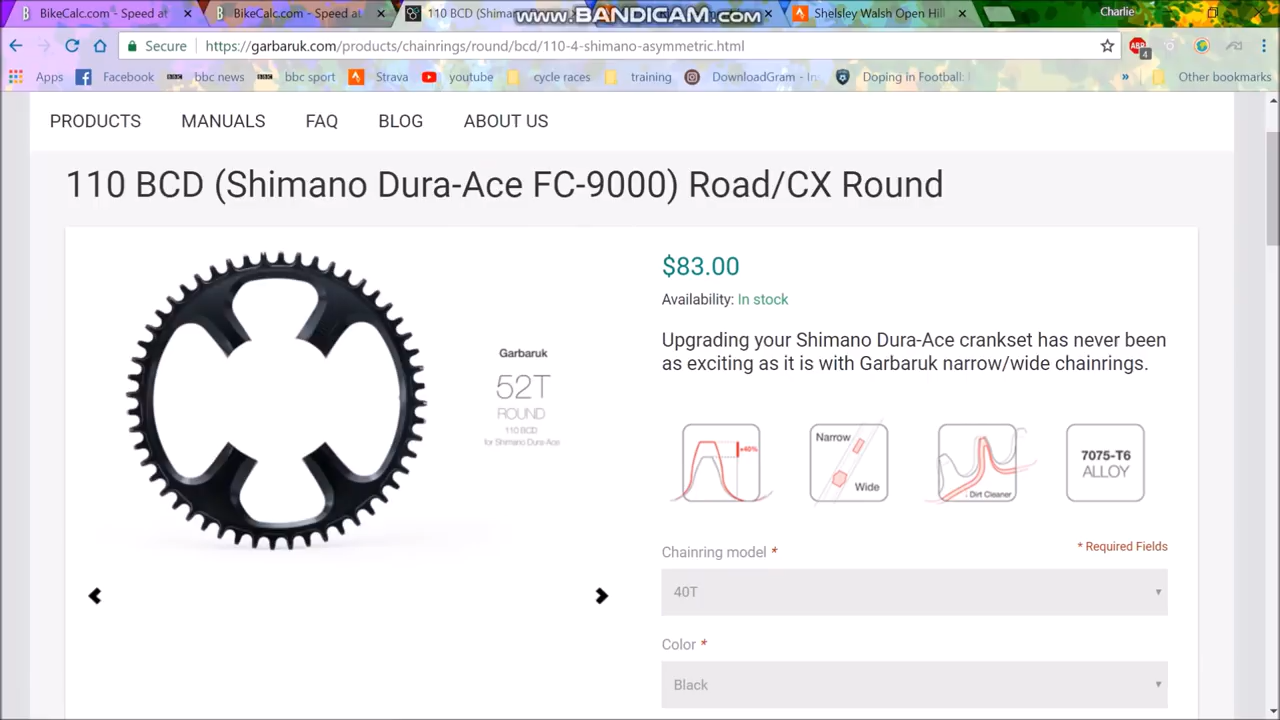 BikeCalc.com - Speed at
BikeCalc.com - Speed at
110 BCD (Shima
www.BANDICAM.com
Shelsley Walsh Open Hill
Charlie
Secure
https://garbaruk.com/products/chainrings/round/bcd/110-4-shimano-asymmetric.html
ABP
4
Apps
Facebook
BBC
bbc news
BBC
bbc sport
Strava
youtube
cycle races
training
DownloadGram - In
Doping in Football:
»
Other bookmarks
PRODUCTS
MANUALS
FAQ
BLOG
ABOUT US
110 BCD (Shimano Dura-Ace FC-9000) Road/CX Round
$83.00
Availability: In stock
Upgrading your Shimano Dura-Ace crankset has never been
as exciting as it is with Garbaruk narrow/wide chainrings.
Garbaruk
52T
ROUND
110 BCD
for Shimano Dura-Ace
+40%
Narrow
Wide
Dirt Cleaner
7075-T6
ALLOY
Chainring model *
* Required Fields
40T
Color *
Black